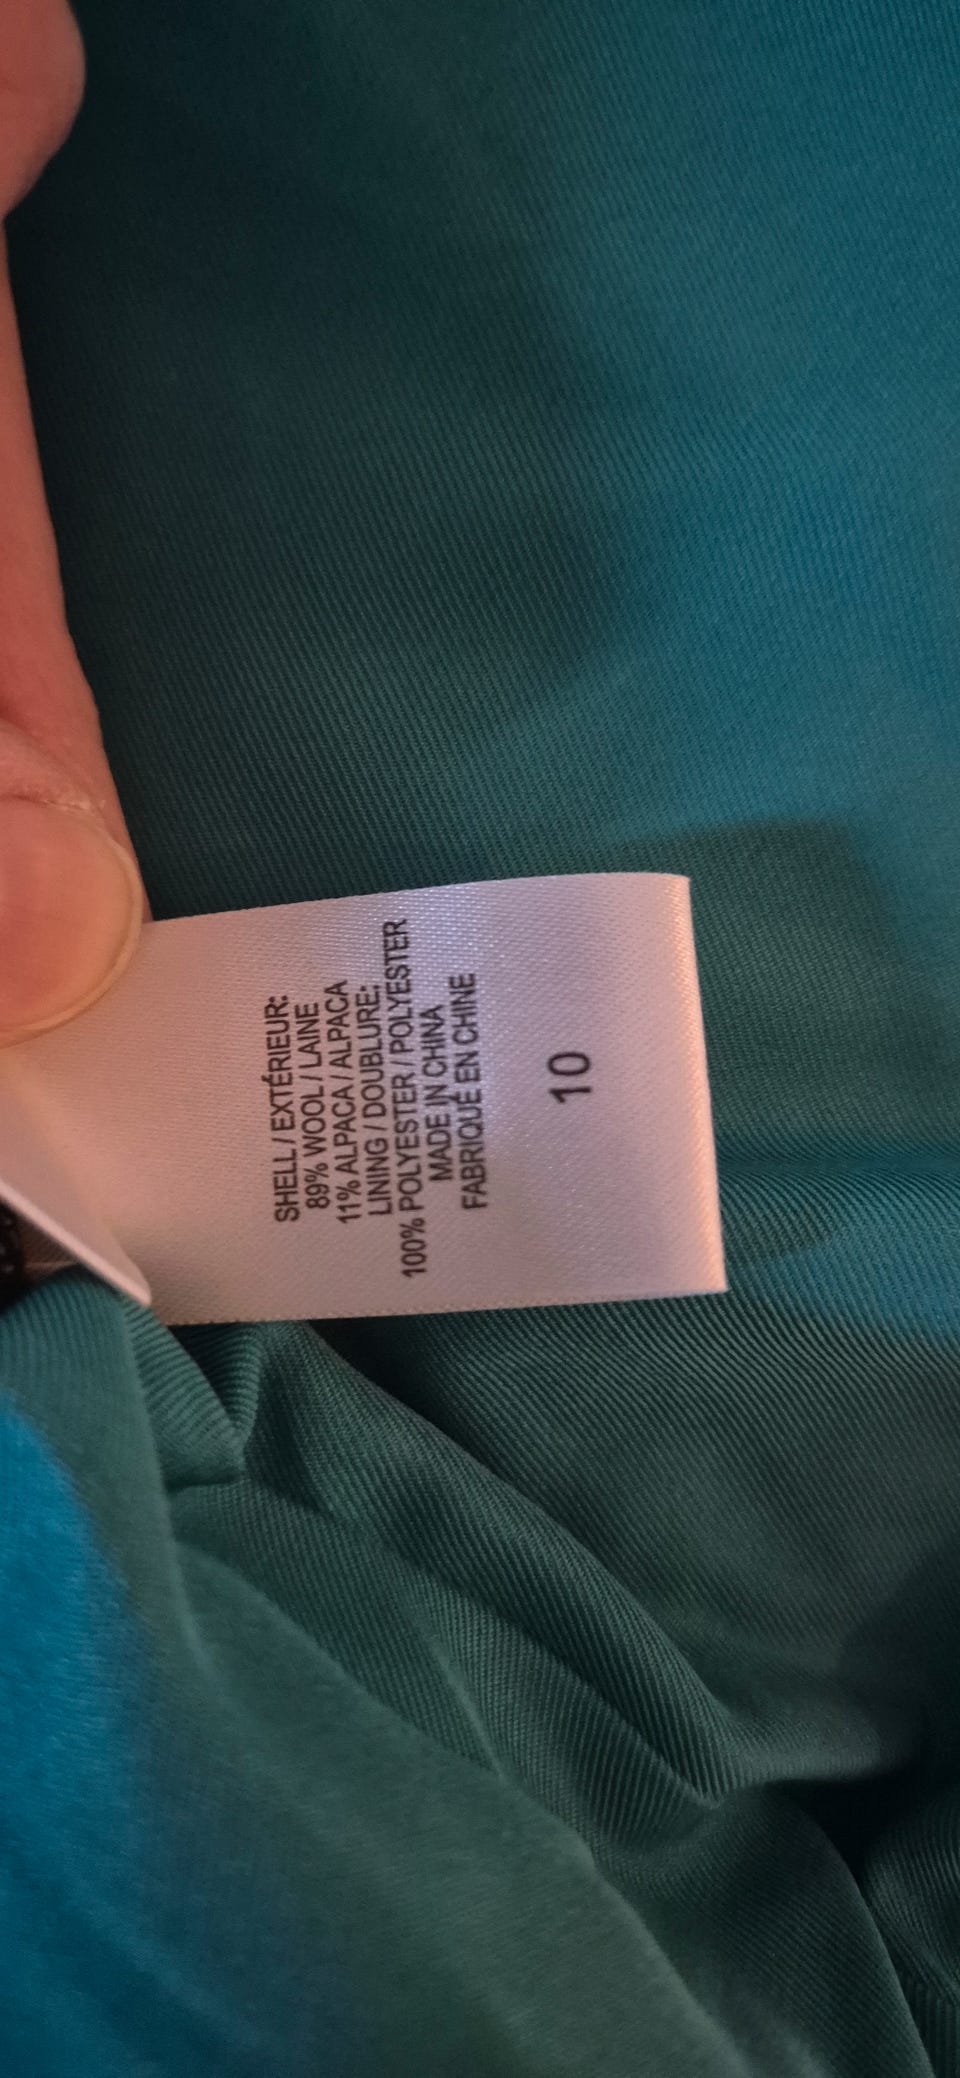 SHELL / EXTÉRIEUR:
89% WOOL / LAINE
11% ALPACA / ALPACA
LINING / DOUBLURE:
100% POLYESTER / POLYESTER
MADE IN CHINA
FABRIQUÉ EN CHINE
10